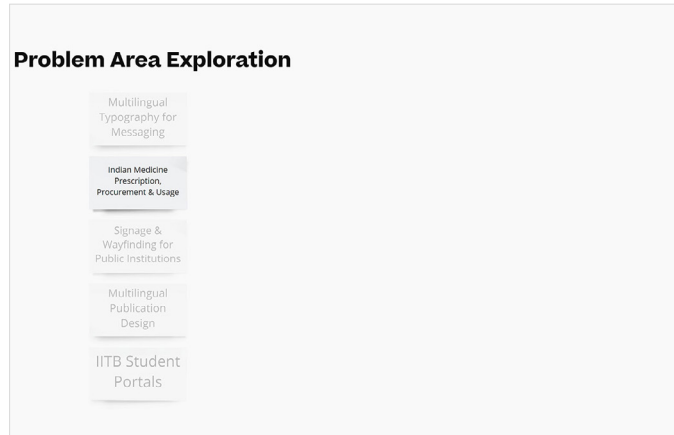 Problem Area Exploration
Multilingual
Typography for
Messaging
Indian Medicine
Prescription,
Procurement & Usage
Signage &
Wayfinding for
Public Institutions
Multilingual
Publication
Design
IITB Student
Portals